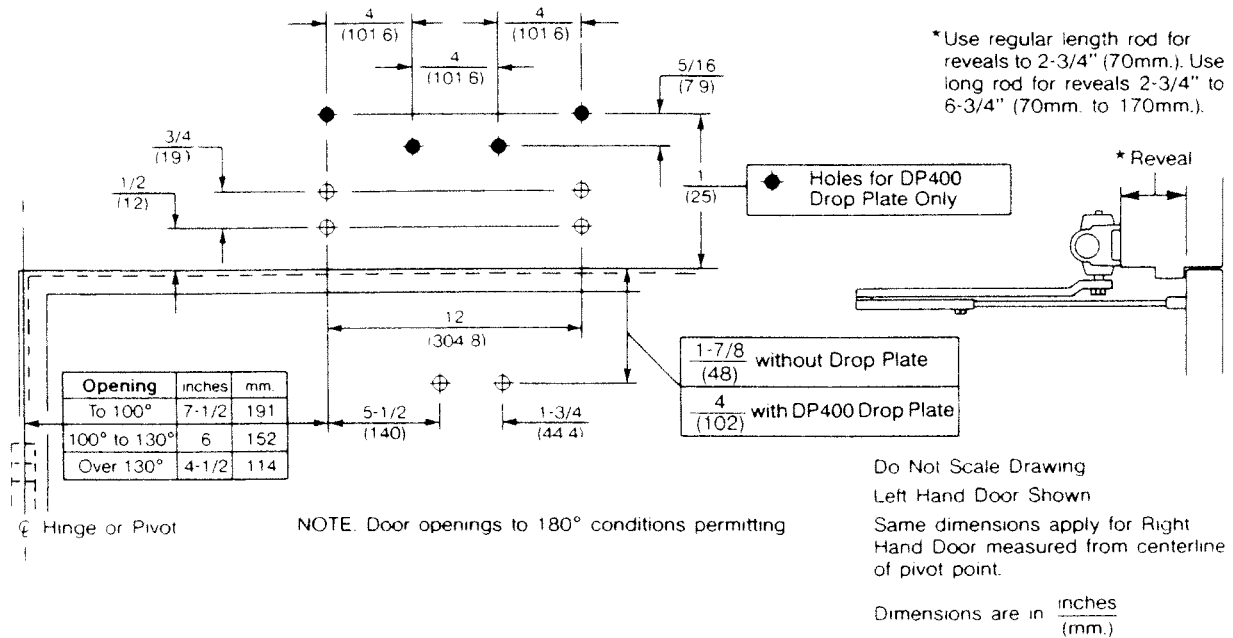 4
(101 6)
4
(101 6)
4
(101 6)
5/16
(7 9)
*Use regular length rod for
reveals to 2-3/4" (70mm.). Use
long rod for reveals 2-3/4" to
6-3/4" (70mm. to 170mm.).
3/4
(19)
1/2
(12)
1
(25)
Holes for DP400
Drop Plate Only
* Reveal
12
(304 8)
1-7/8
(48)
without Drop Plate
4
(102)
with DP400 Drop Plate
Opening inches mm.
To 100° 7-1/2 191
100° to 130° 6 152
Over 130° 4-1/2 114
5-1/2
(140)
1-3/4
(44 4)
℄ Hinge or Pivot
NOTE. Door openings to 180° conditions permitting
Do Not Scale Drawing
Left Hand Door Shown
Same dimensions apply for Right
Hand Door measured from centerline
of pivot point.
Dimensions are in inches
(mm.)